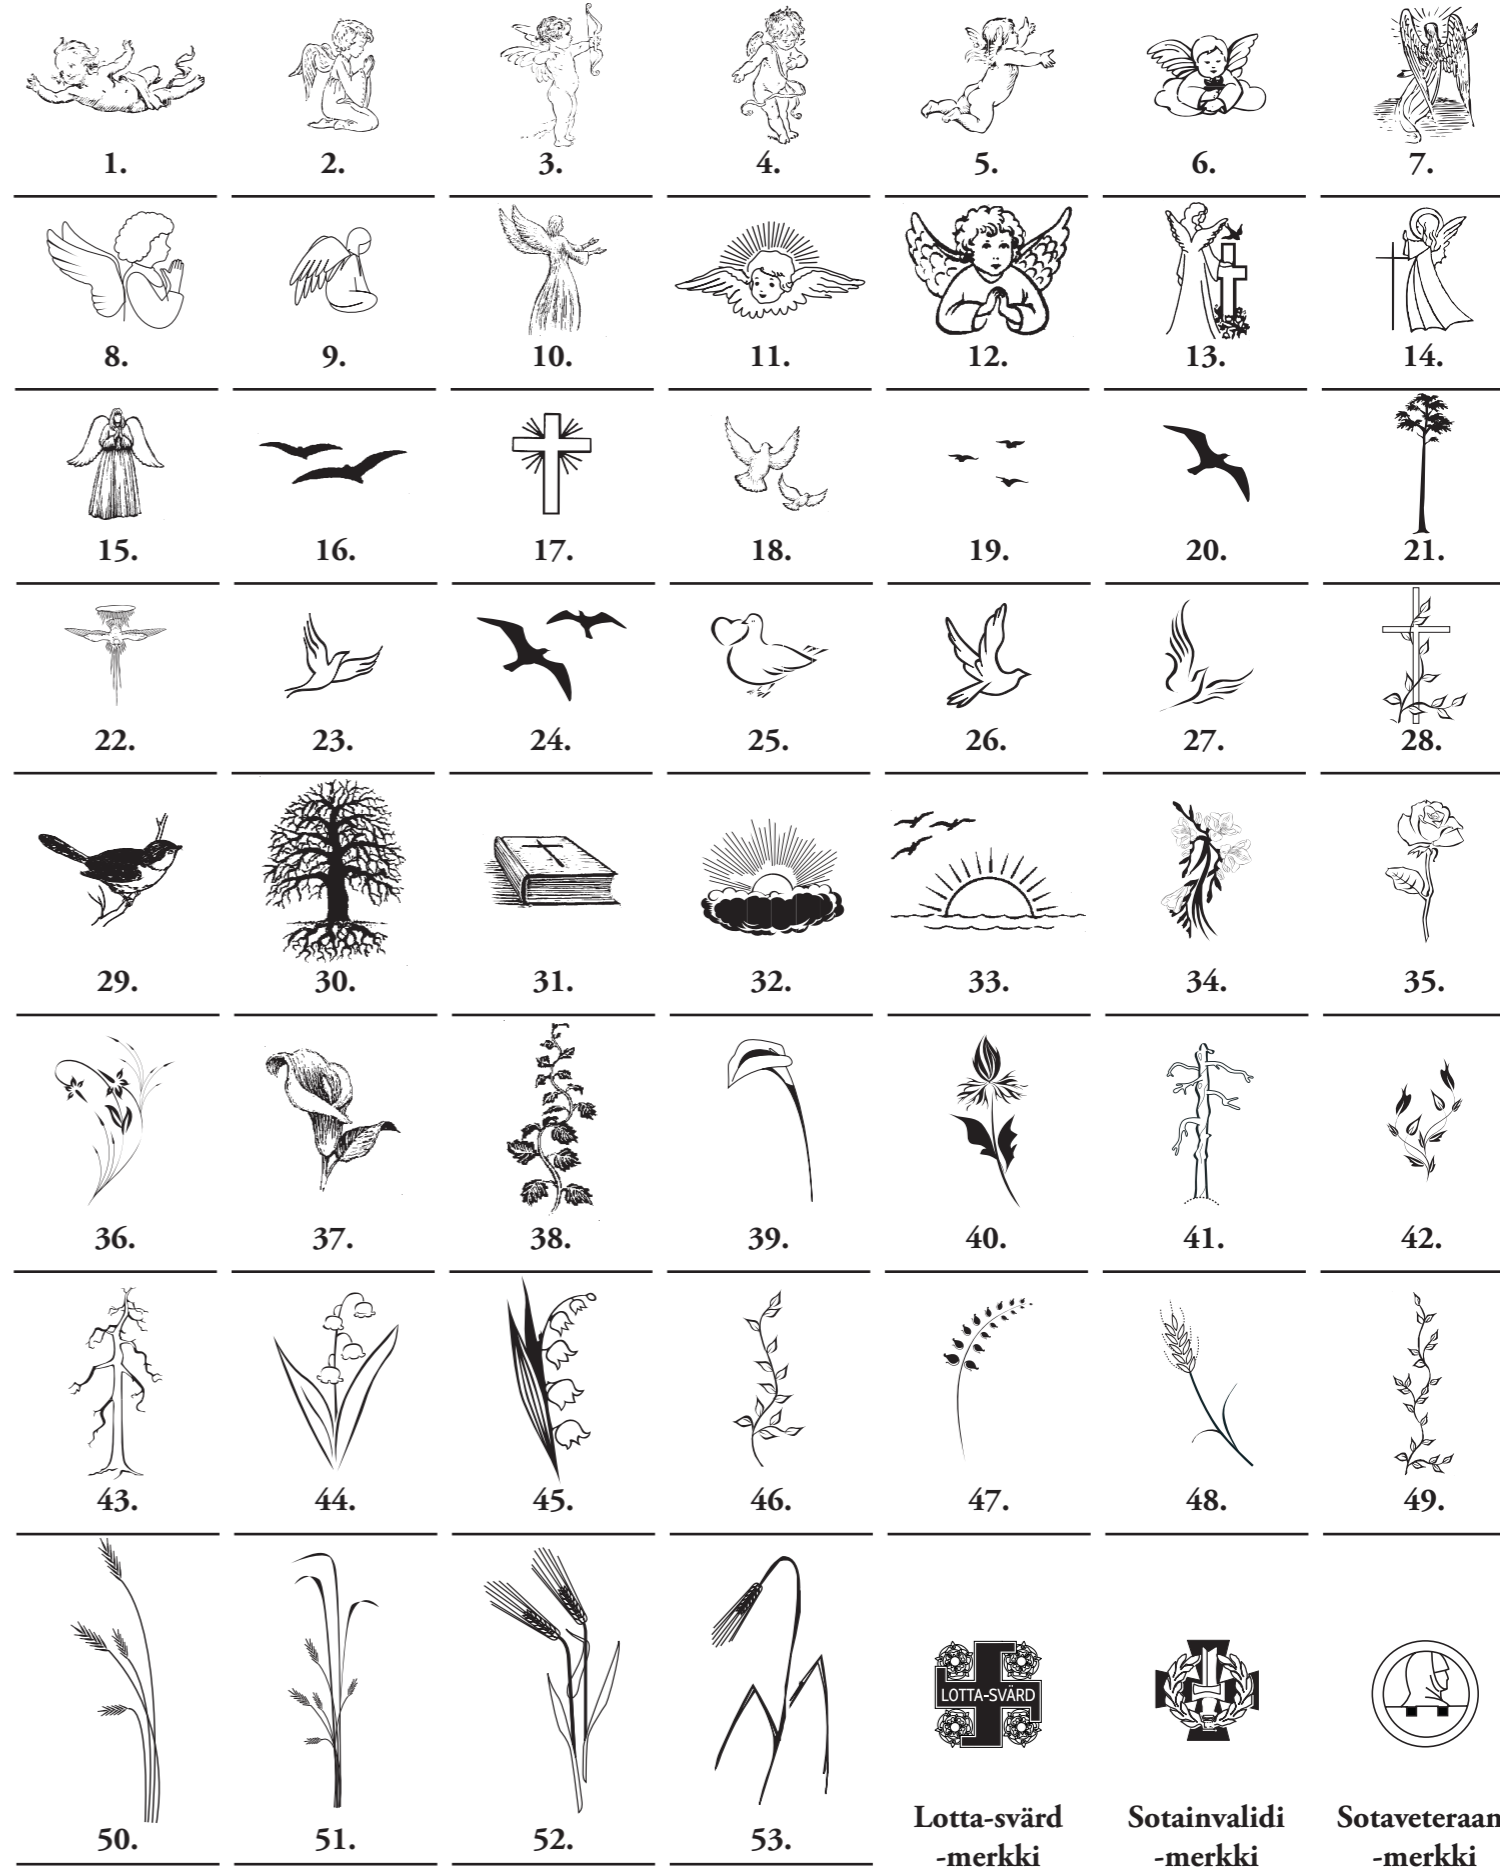 1. 2. 3. 4. 5. 6. 7.
8. 9. 10. 11. 12. 13. 14.
15. 16. 17. 18. 19. 20. 21.
22. 23. 24. 25. 26. 27. 28.
29. 30. 31. 32. 33. 34. 35.
36. 37. 38. 39. 40. 41. 42.
43. 44. 45. 46. 47. 48. 49.
LOTTA-SVÄRD
50. 51. 52. 53.
Lotta-svärd
-merkki
Sotainvalidi
-merkki
Sotaveteraan
-merkki